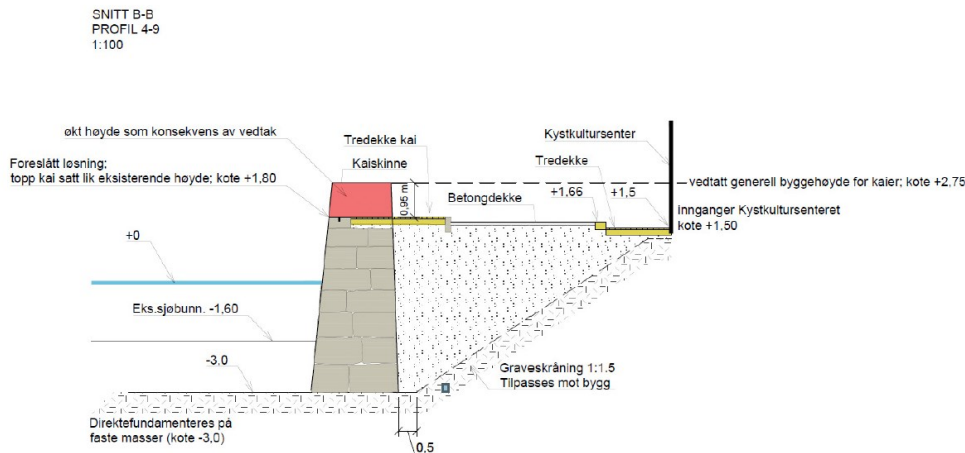 SNITT B-B
PROFIL 4-9
1:100
økt høyde som konsekvens av vedtak
Tredekke kai
Kystkultursenter
Foreslått løsning:
topp kai satt lik eksisterende høyde; kote +1,80
Kaiskinne
Tredekke
0,95 m
Betongdekke
+1,66
+1,5
vedtatt generell byggehøyde for kaier; kote +2,75
innganger Kystkultursenteret
kote +1,50
+0
Eks.sjøbunn. -1,60
-3.0
Graveskråning 1:1.5
Tilpasses mot bygg
Direktefundamenteres på
faste masser (kote -3,0)
0,5